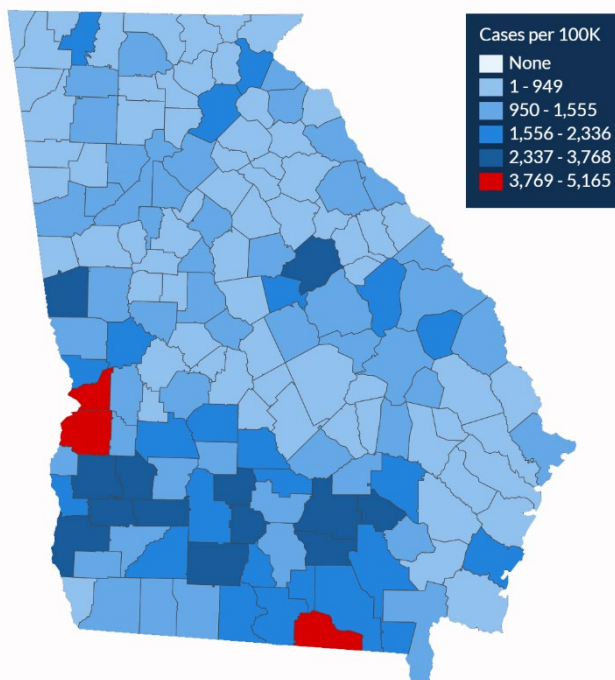 Cases per 100K
None
1 - 949
950 - 1,555
1,556 - 2,336
2,337 - 3,768
3,769 - 5,165